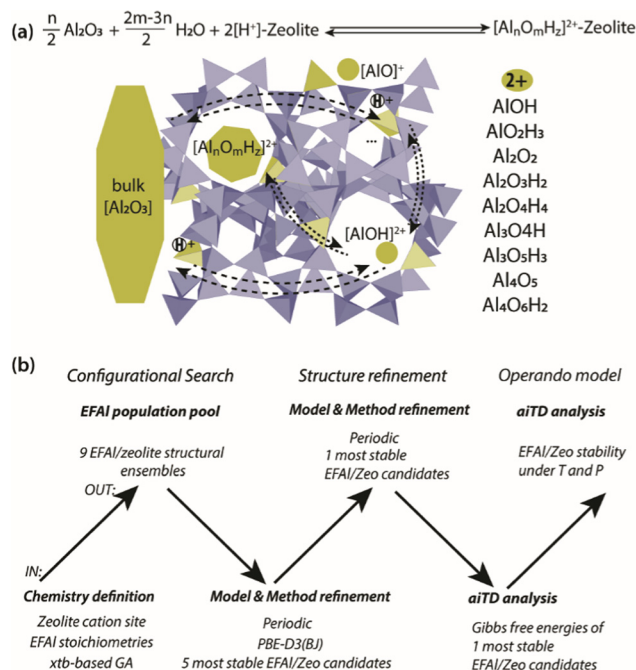 (a) n/2 Al₂O₃ + 2m-3n/2 H₂O + 2[H⁺]-Zeolite ⇌ [AlₙOₘH_z]²⁺-Zeolite
[AlO]⁺
H+
...
[AlₙOₘH_z]²⁺
bulk
[Al₂O₃]
[AlOH]²⁺
H+
2+
AlOH
AlO₂H₃
Al₂O₂
Al₂O₃H₂
Al₂O₄H₄
Al₃O4H
Al₃O₅H₃
Al₄O₅
Al₄O₆H₂
(b)
Configurational Search
EFAl population pool
9 EFAl/zeolite structural
ensembles
OUT:
IN:
Chemistry definition
Zeolite cation site
EFAl stoichiometries
xtb-based GA
Structure refinement
Model & Method refinement
Periodic
1 most stable
EFAl/Zeo candidates
Model & Method refinement
Periodic
PBE-D3(BJ)
5 most stable EFAl/Zeo candidates
Operando model
aiTD analysis
EFAl/Zeo stability
under T and P
aiTD analysis
Gibbs free energies of
1 most stable
EFAl/Zeo candidates